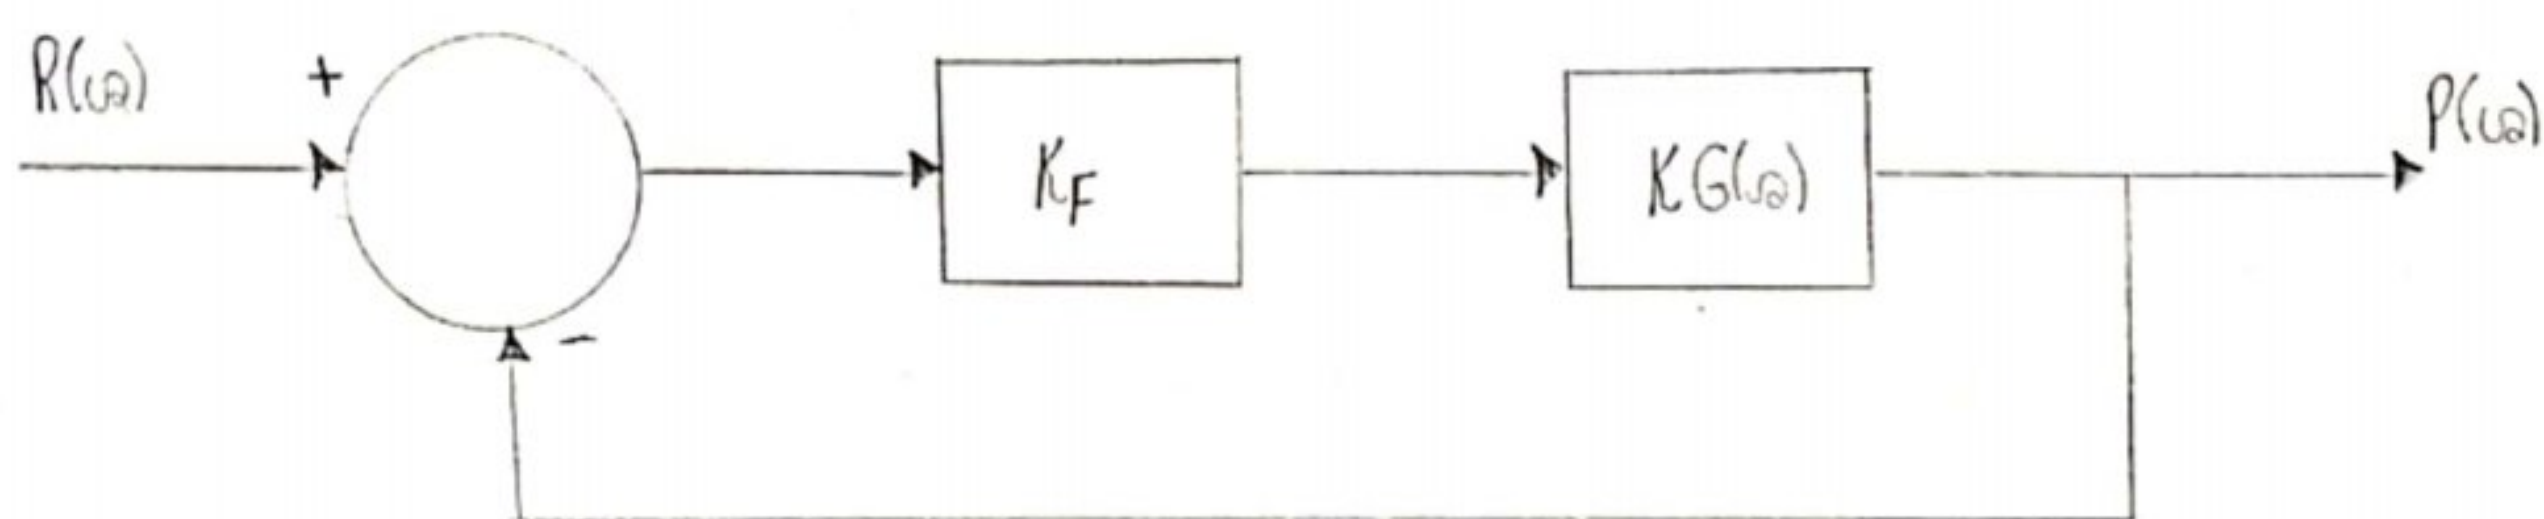 R(s)
+
K_F
KG(s)
P(s)
-